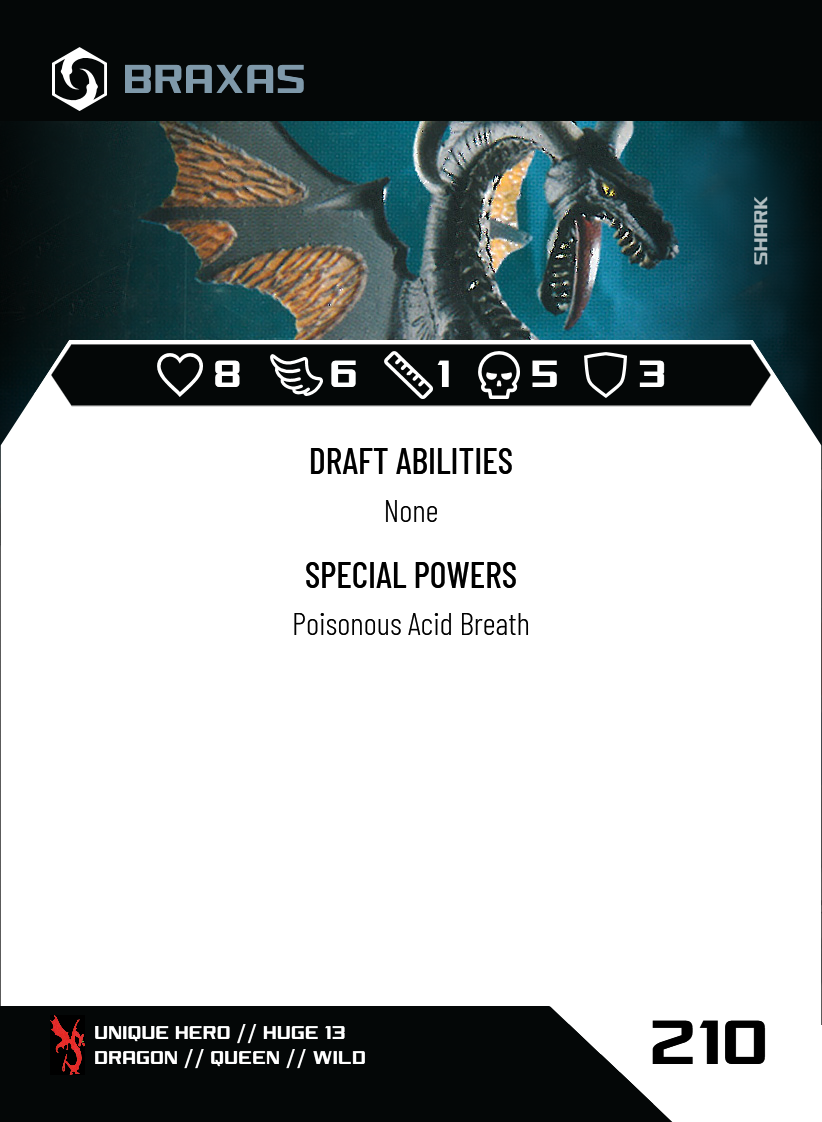 BRAXAS
SHARK
8 6 1 5 3
DRAFT ABILITIES
None
SPECIAL POWERS
Poisonous Acid Breath
UNIQUE HERO // HUGE 13
DRAGON // QUEEN // WILD
210